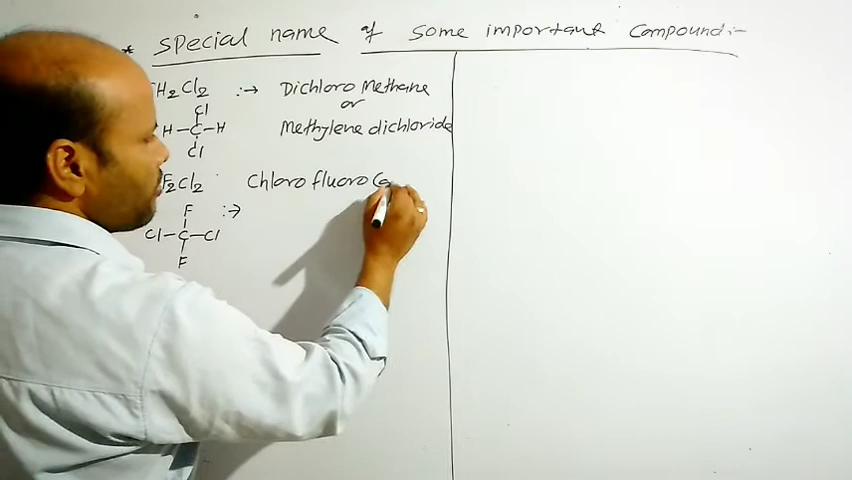 * special name of some important Compound:-
H2Cl2 :→ Dichloro Methane
or
Cl
H-C-H Methylene dichloride
Cl
F2Cl2 Chloro fluoro Ca
F :→
Cl-C-Cl
F